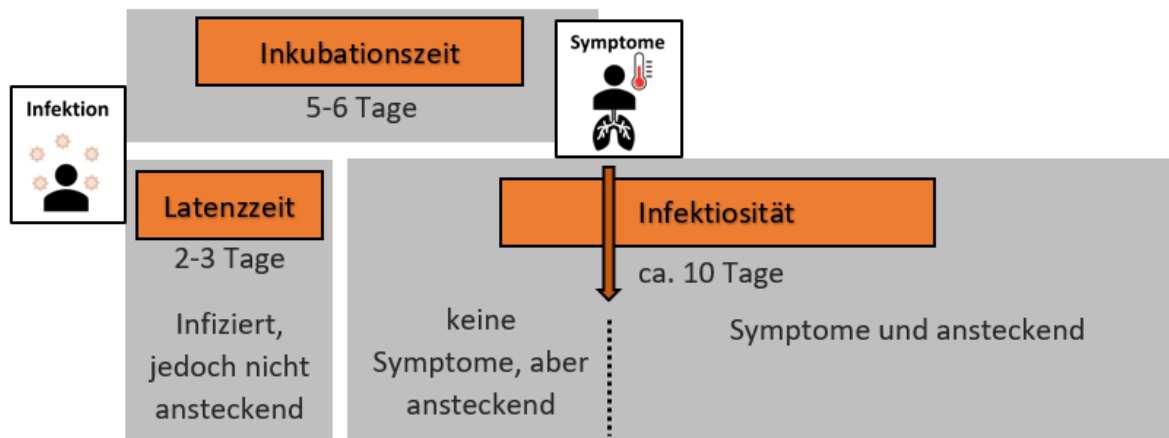 Inkubationszeit
5-6 Tage
Symptome
Infektion
Latenzzeit
2-3 Tage
Infiziert,
jedoch nicht
ansteckend
Infektiosität
ca. 10 Tage
keine
Symptome, aber
ansteckend
Symptome und ansteckend